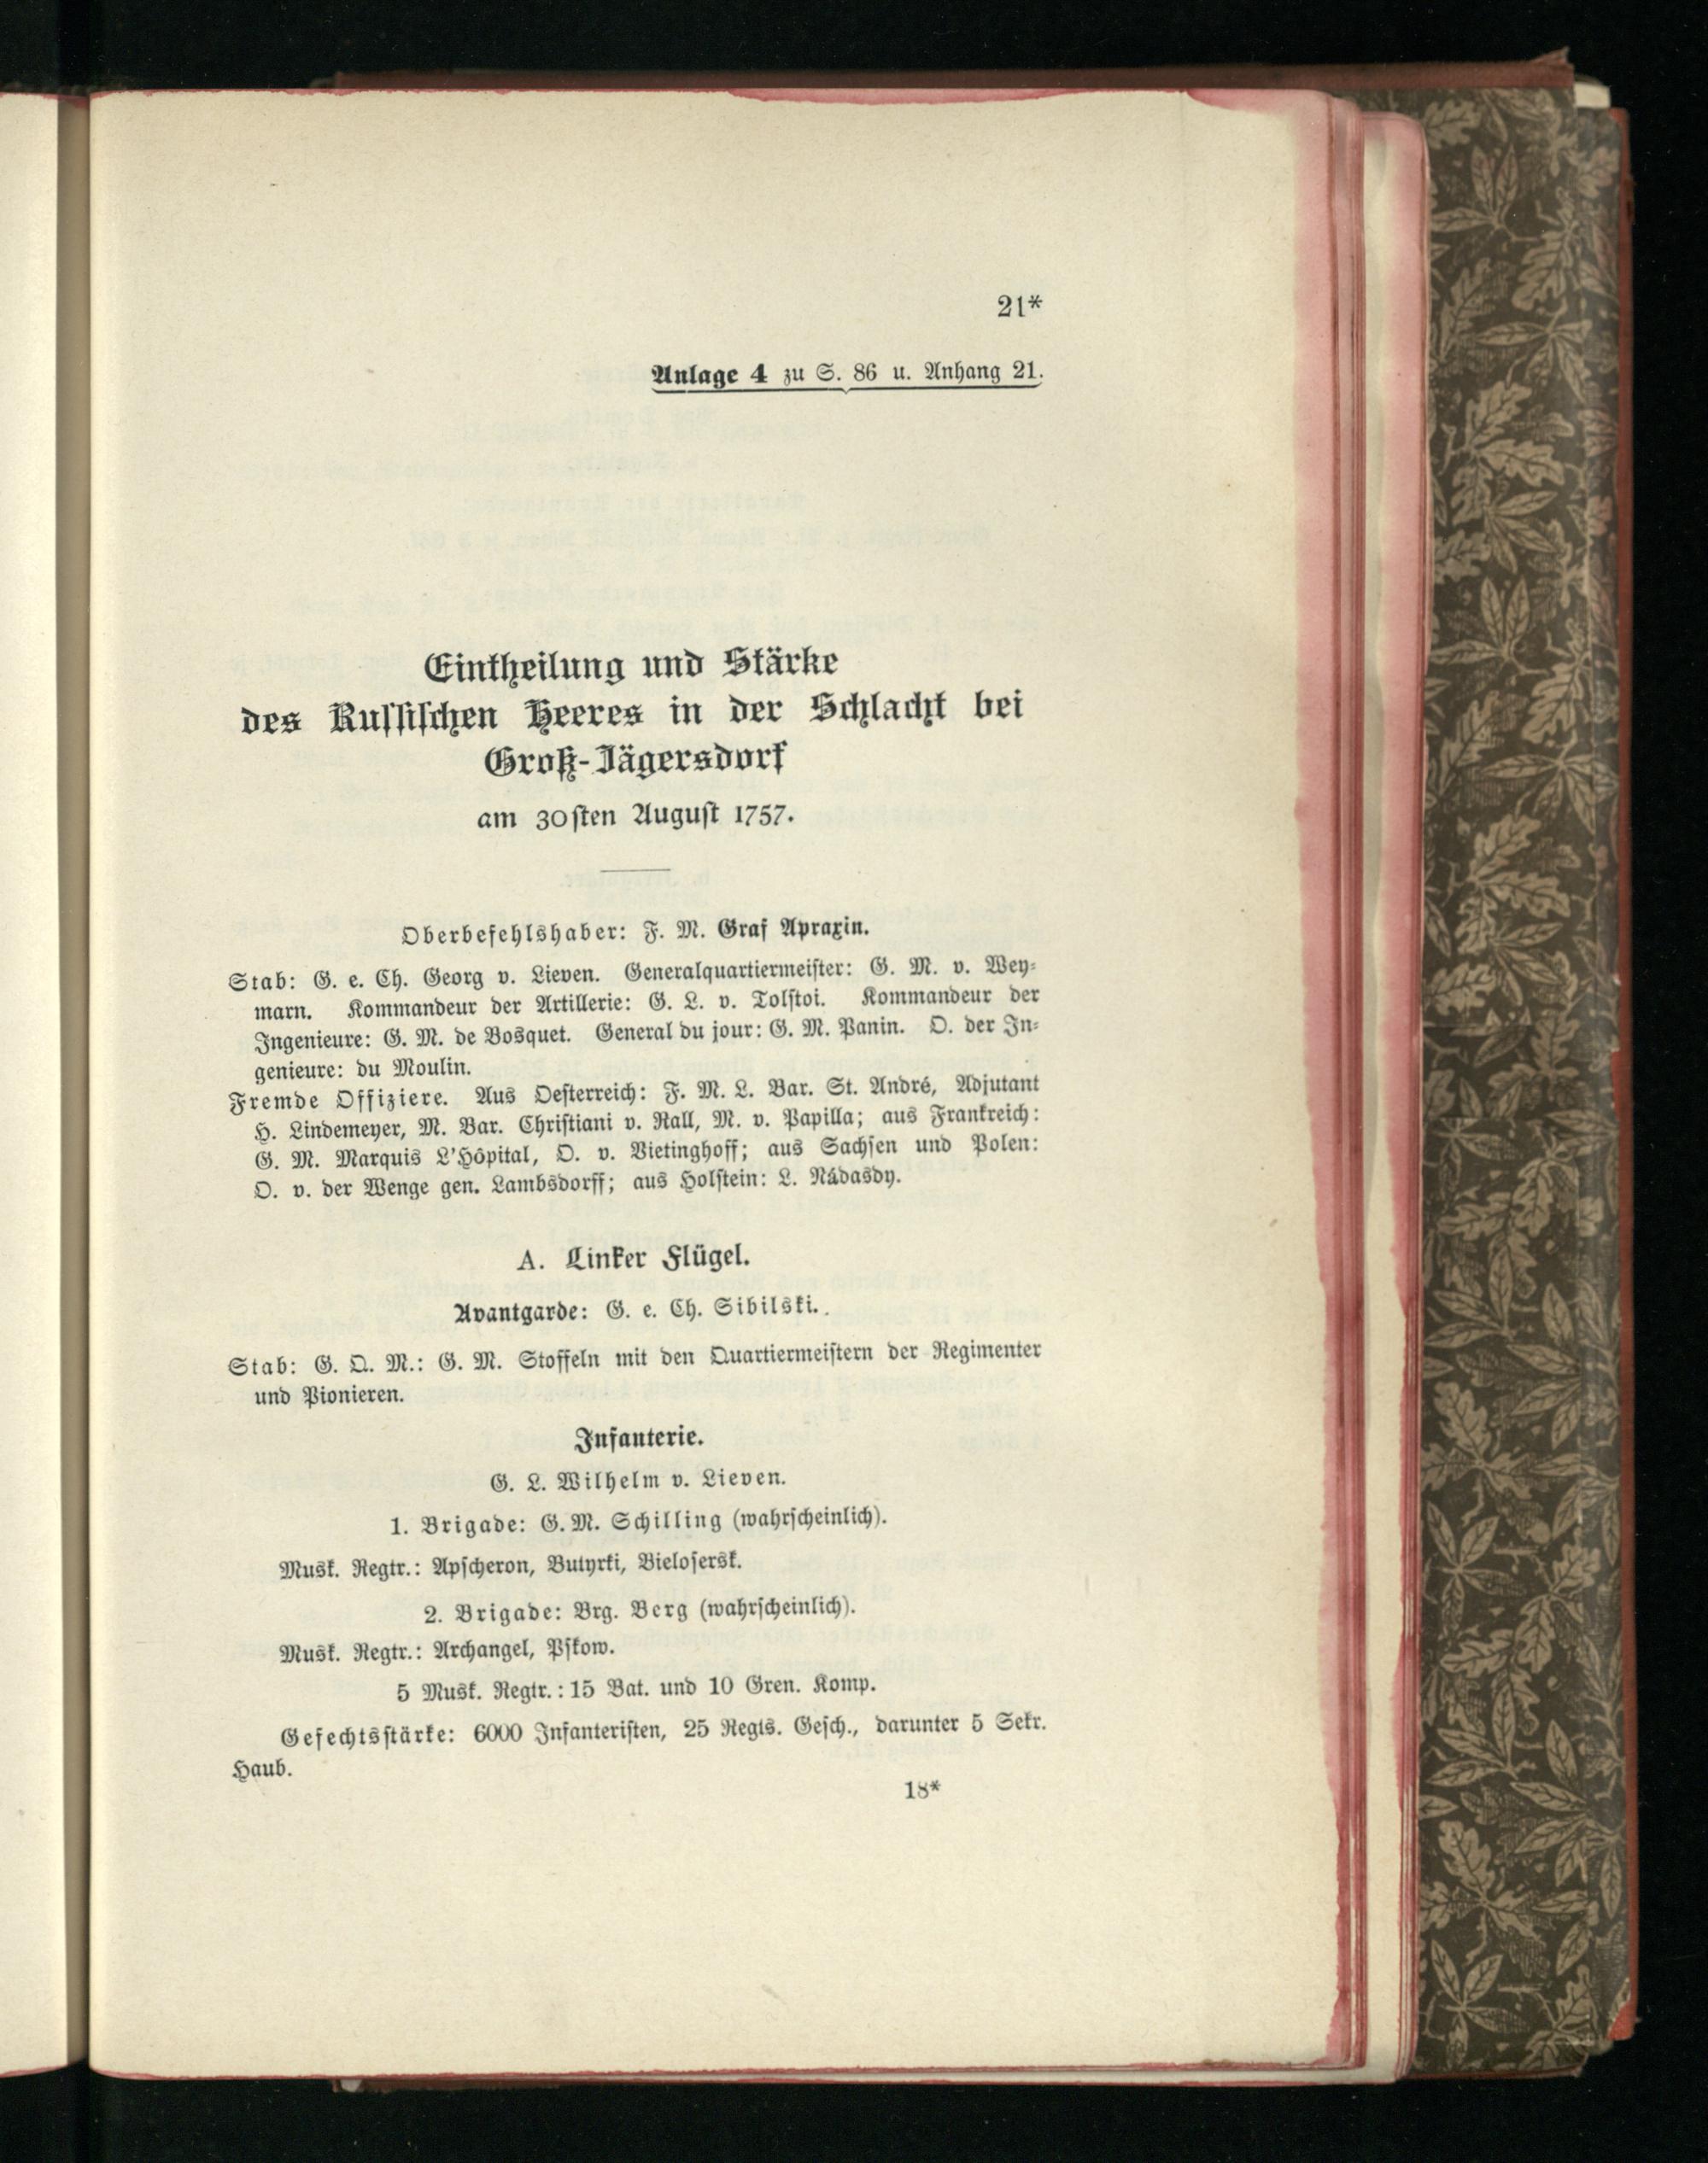 21*
Anlage 4 zu S. 86 u. Anhang 21.
Eintheilung und Stärke
des Russischen Heeres in der Schlacht bei
Groß-Jägersdorf
am 30sten August 1757.
Oberbefehlshaber: F. M. Graf Apraxin.
Stab: G. e. Ch. Georg v. Lieven. Generalquartiermeister: G. M. v. Wey-
marn. Kommandeur der Artillerie: G. L. v. Tolstoi. Kommandeur der
Ingenieure: G. M. de Bosquet. General du jour: G. M. Panin. O. der In-
genieure: du Moulin.
Fremde Offiziere. Aus Oesterreich: F. M. L. Bar. St. André, Adjutant
H. Lindemeyer, M. Bar. Christiani v. Rall, M. v. Papilla; aus Frankreich:
G. M. Marquis L'Hôpital, O. v. Vietinghoff; aus Sachsen und Polen:
O. v. der Wenge gen. Lambsdorff; aus Holstein: L. Nádasdy.
A. Linker Flügel.
Avantgarde: G. e. Ch. Sibilski.
Stab: G. Q. M.: G. M. Stoffeln mit den Quartiermeistern der Regimenter
und Pionieren.
Infanterie.
G. L. Wilhelm v. Lieven.
1. Brigade: G. M. Schilling (wahrscheinlich).
Musk. Regtr.: Apscheron, Butyrki, Bielosersk.
2. Brigade: Brg. Berg (wahrscheinlich).
Musk. Regtr.: Archangel, Pskow.
5 Musk. Regtr.: 15 Bat. und 10 Gren. Komp.
Gefechtsstärke: 6000 Infanteristen, 25 Regts. Gesch., darunter 5 Sekr.
Haub.
18*